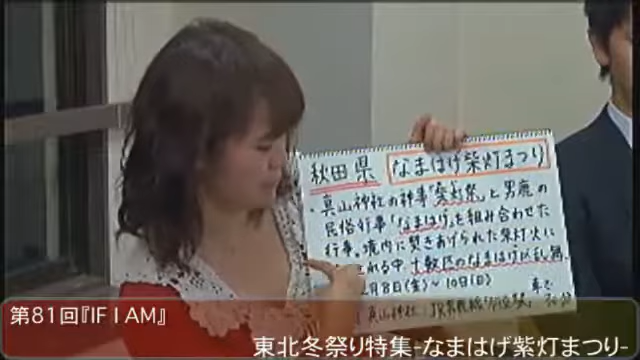 秋田県 なまはげ柴灯まつり
・真山神社の神事「柴灯祭」と男鹿の
民俗行事「なまはげ」を組み合わせた
行事。境内に焚きあげられた柴灯火に
れる中、十数匹のなまはげが乱舞。
月8日(金)~10日(日)
真山神社
第81回『IF I AM』
東北冬祭り特集-なまはげ紫灯まつり-